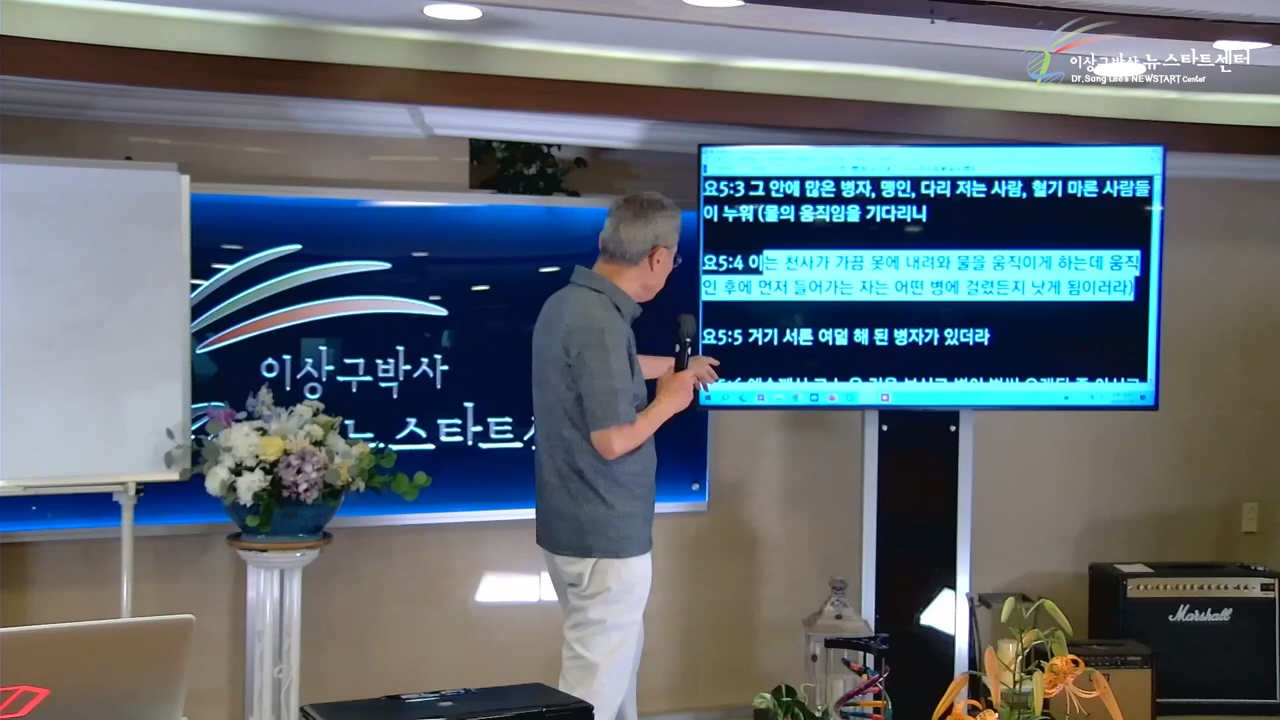 이상구박사 뉴스타트센터
Dr. Sang Lee's NEWSTART Center
요5:3 그 안에 많은 병자, 맹인, 다리 저는 사람, 혈기 마른 사람들
이 누워 (물의 움직임을 기다리니
요5:4 이는 천사가 가끔 못에 내려와 물을 움직이게 하는데 움직
인 후에 먼저 들어가는 자는 어떤 병에 걸렸든지 낫게 됨이러라)
요5:5 거기 서른 여덟 해 된 병자가 있더라
이상구박사
뉴스타트
Marshall